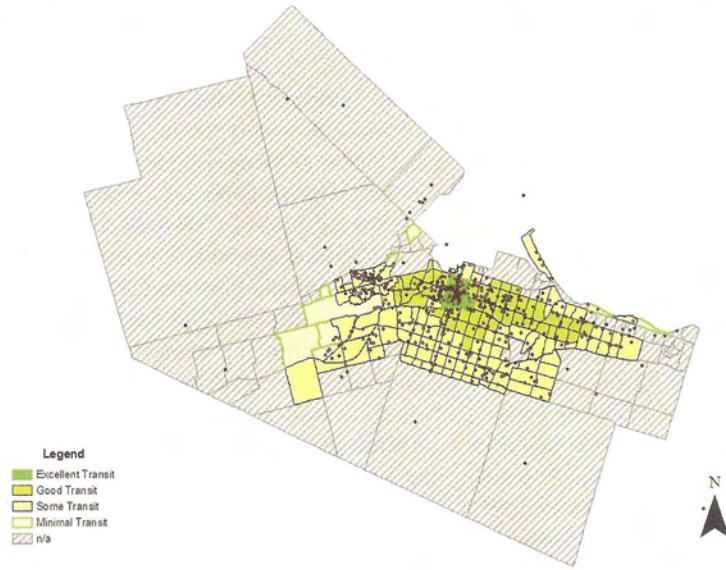 Legend
Excellent Transit
Good Transit
Some Transit
Minimal Transit
n/a
N